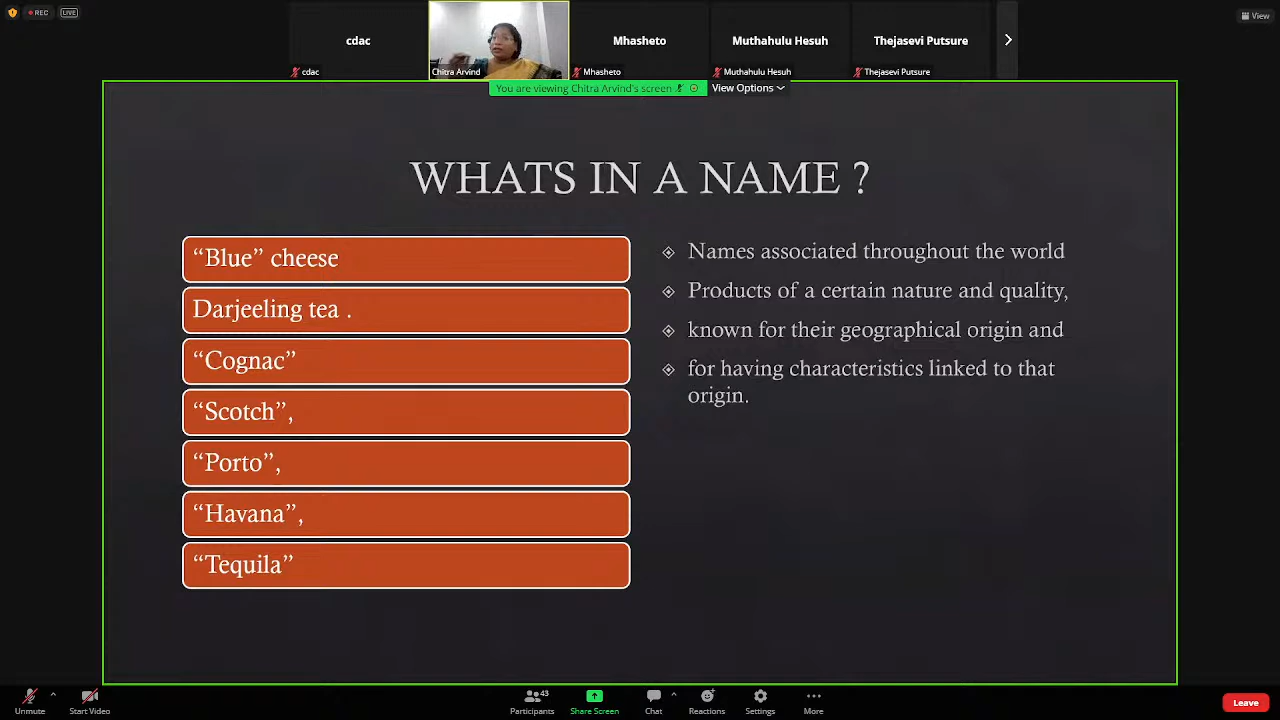 REC
LIVE
View
cdac
Mhasheto
Muthahulu Hesuh
Thejasevi Putsure
cdac
Chitra Arvind
Mhasheto
Muthahulu Hesuh
Thejasevi Putsure
You are viewing Chitra Arvind's screen
View Options
WHATS IN A NAME ?
“Blue” cheese
Darjeeling tea .
“Cognac”
“Scotch”,
“Porto”,
“Havana”,
“Tequila”
Names associated throughout the world
Products of a certain nature and quality,
known for their geographical origin and
for having characteristics linked to that
origin.
Unmute
Start Video
43
Participants
Share Screen
Chat
Reactions
Settings
More
Leave